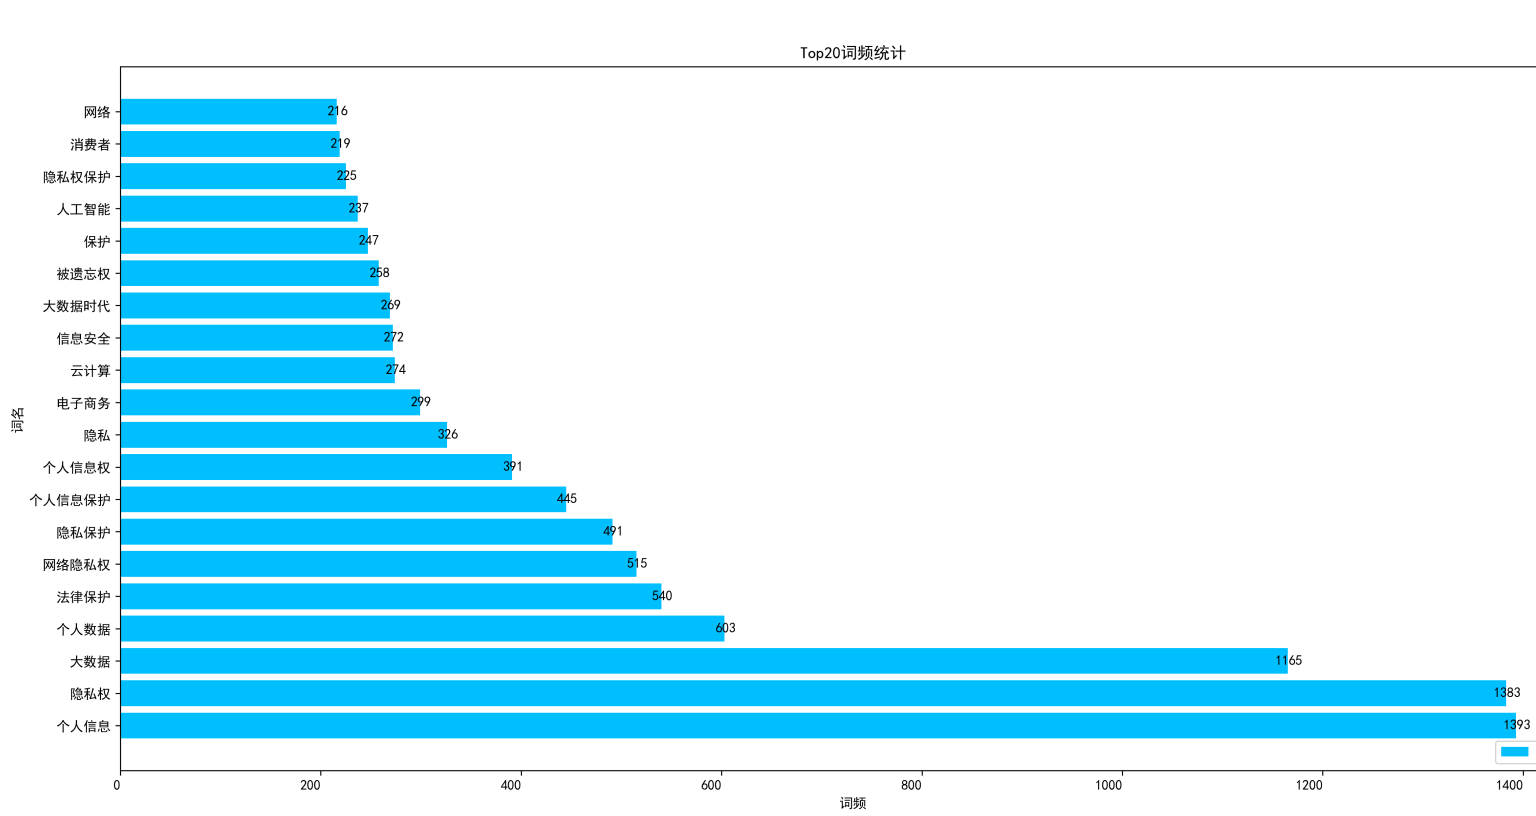 Top20词频统计
网络 216
消费者 219
隐私权保护 225
人工智能 237
保护 247
被遗忘权 258
大数据时代 269
信息安全 272
云计算 274
电子商务 299
隐私 326
个人信息权 391
个人信息保护 445
隐私保护 491
网络隐私权 515
法律保护 540
个人数据 603
大数据 1165
隐私权 1383
个人信息 1393
词名
0 200 400 600 800 1000 1200 1400
词频